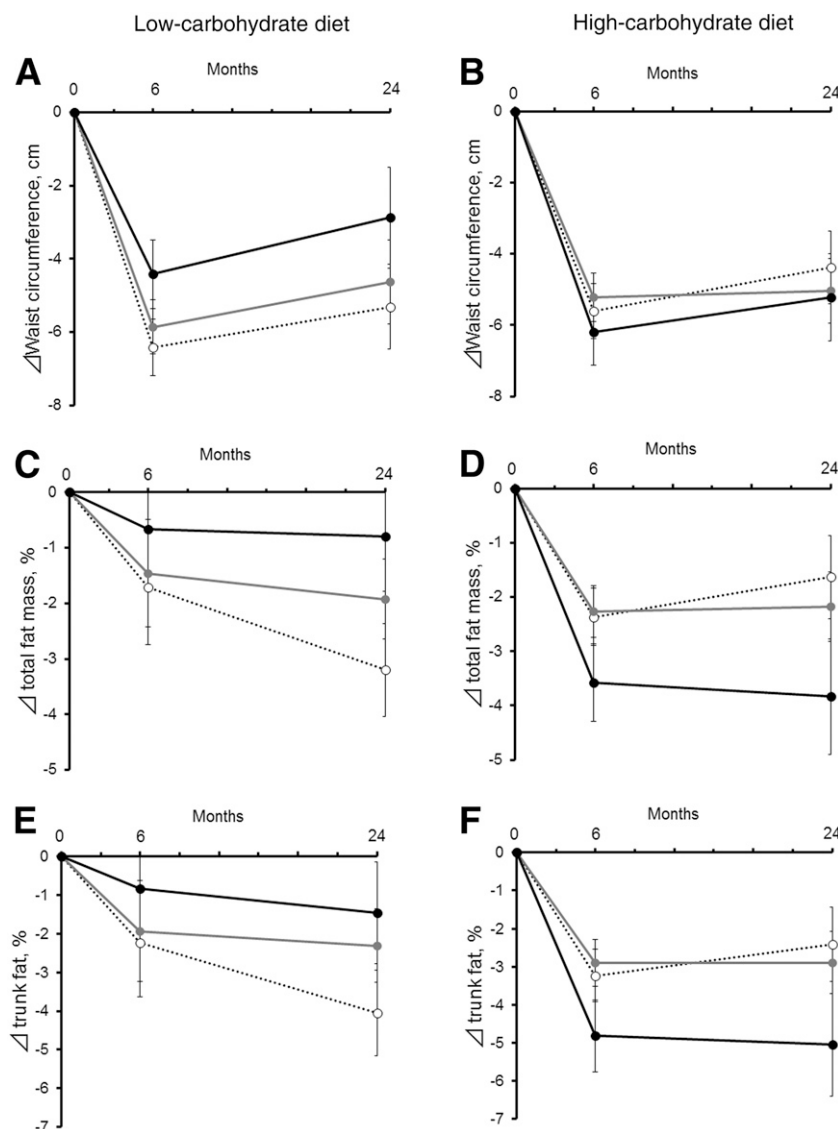 Low-carbohydrate diet
High-carbohydrate diet
A
Months
0 6 24
0
-2
-4
-6
-8
⊿Waist circumference, cm
B
Months
0 6 24
0
-2
-4
-6
-8
⊿Waist circumference, cm
C
Months
0 6 24
0
-1
-2
-3
-4
-5
⊿ total fat mass, %
D
Months
0 6 24
0
-1
-2
-3
-4
-5
⊿ total fat mass, %
E
Months
0 6 24
0
-1
-2
-3
-4
-5
-6
-7
⊿ trunk fat, %
F
Months
0 6 24
0
-1
-2
-3
-4
-5
-6
-7
⊿ trunk fat, %